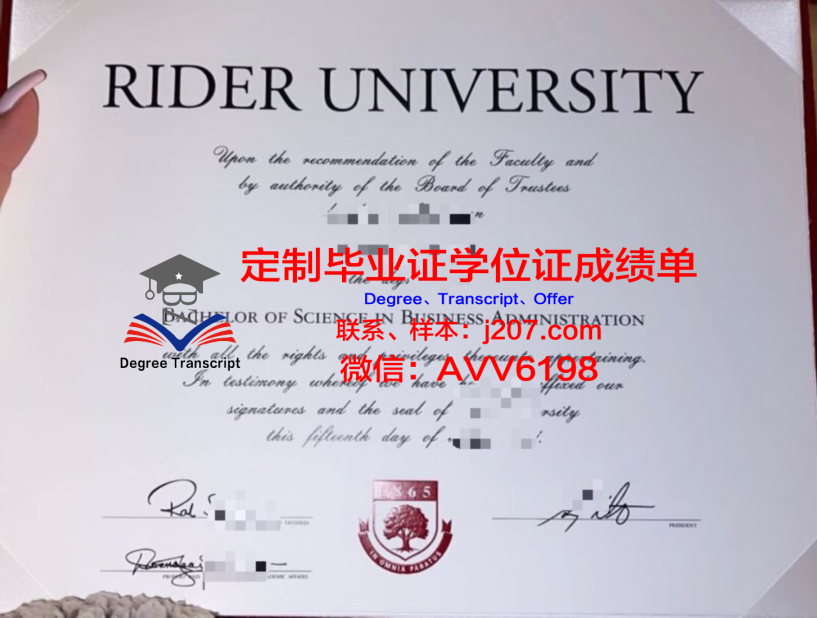 RIDER UNIVERSITY
Upon the recommendation of the Faculty and
by authority of the Board of Trustees
定制毕业证学位证成绩单
Degree、Transcript、Offer
BACHELOR OF SCIENCE IN BUSINESS ADMINISTRATION
联系、样本：j207.com
with all the rights and privileges thereunto appertaining.
Degree Transcript
微信：AVV6198
In testimony whereof we have affixed our
signatures and the seal of
this fifteenth day of
1865
TRUSTEES
PRESIDENT
IN OMNIA PARATUS